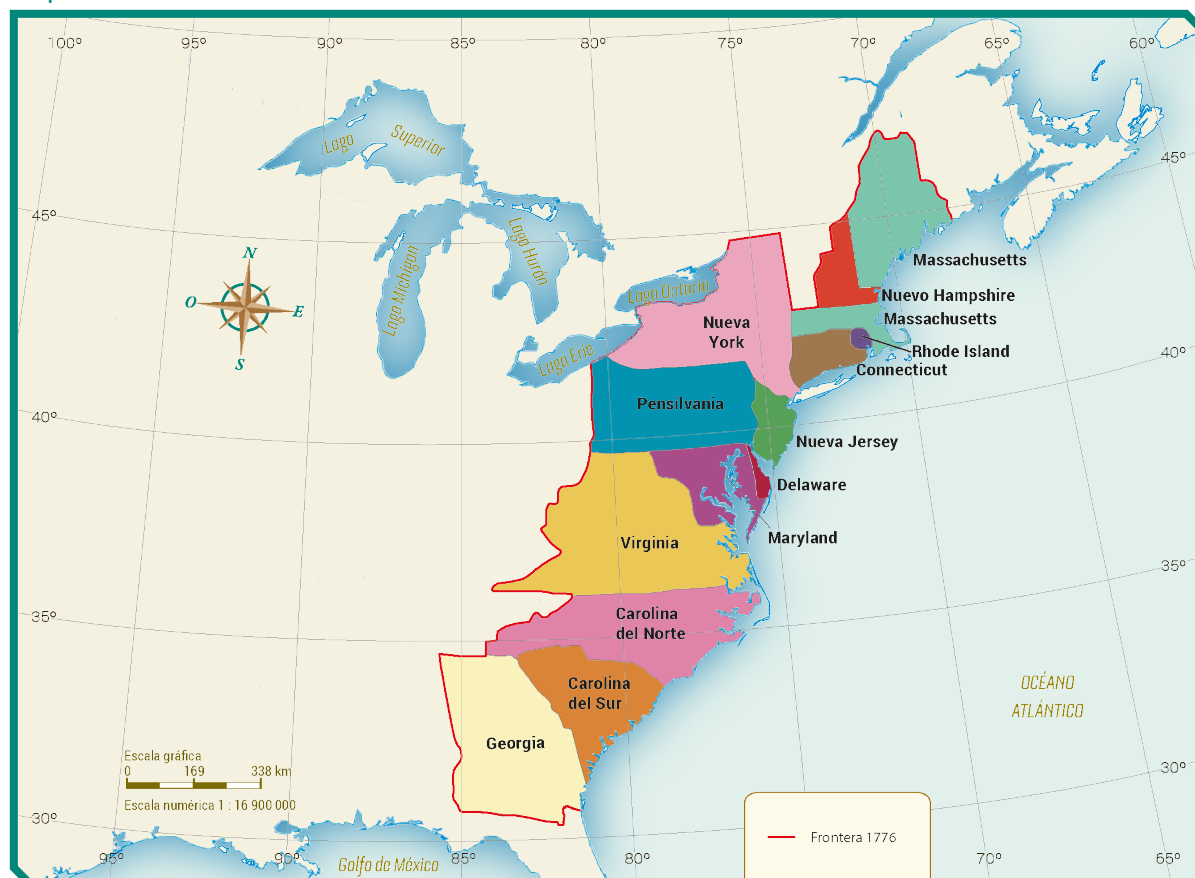 100º 95º 90º 85º 80º 75º 70º 65º 60º
Lago Superior
45º
45º
N
O
E
S
Lago Michigan
Lago Hurón
Lago Ontario
Lago Erie
Massachusetts
Nuevo Hampshire
Massachusetts
Nueva
York
Rhode Island
40º
Connecticut
Pensilvania
40º
Nueva Jersey
Delaware
Maryland
Virginia
35º
35º
Carolina
del Norte
Carolina
del Sur
OCÉANO
ATLÁNTICO
Georgia
Escala gráfica
0 169 338 km
Escala numérica 1 : 16 900 000
30º
30º
Frontera 1776
95º 90º 85º 80º 70º 65º
Golfo de México